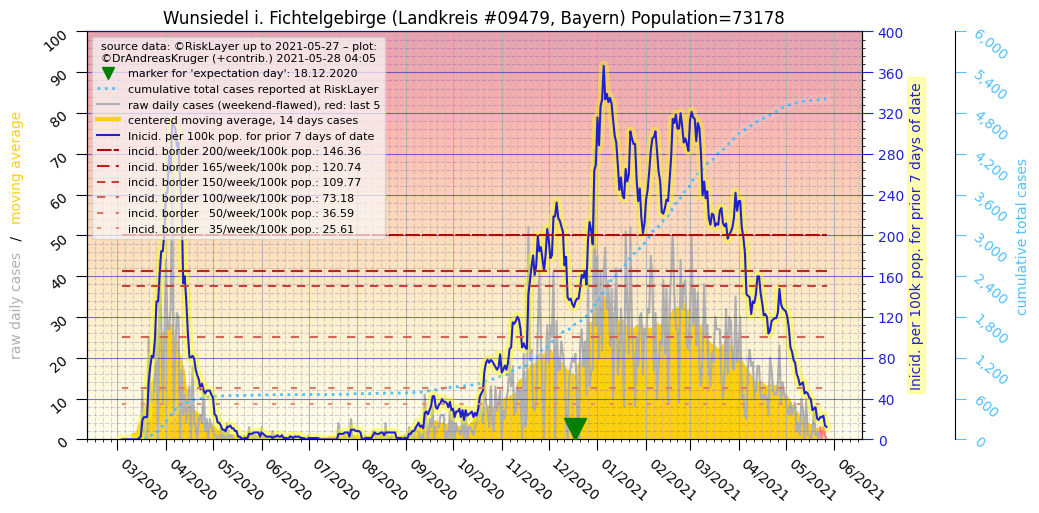 Wunsiedel i. Fichtelgebirge (Landkreis #09479, Bayern) Population=73178
source data: ©RiskLayer up to 2021-05-27 – plot:
©DrAndreasKruger (+contrib.) 2021-05-28 04:05
marker for 'expectation day': 18.12.2020
cumulative total cases reported at RiskLayer
raw daily cases (weekend-flawed), red: last 5
centered moving average, 14 days cases
Inicid. per 100k pop. for prior 7 days of date
incid. border 200/week/100k pop.: 146.36
incid. border 165/week/100k pop.: 120.74
incid. border 150/week/100k pop.: 109.77
incid. border 100/week/100k pop.: 73.18
incid. border   50/week/100k pop.: 36.59
incid. border   35/week/100k pop.: 25.61
raw daily cases / moving average
100
90
80
70
60
50
40
30
20
10
0
03/2020
04/2020
05/2020
06/2020
07/2020
08/2020
09/2020
10/2020
11/2020
12/2020
01/2021
02/2021
03/2021
04/2021
05/2021
06/2021
400
360
320
280
240
200
160
120
80
40
0
Inicid. per 100k pop. for prior 7 days of date
6,000
5,400
4,800
4,200
3,600
3,000
2,400
1,800
1,200
600
0
cumulative total cases